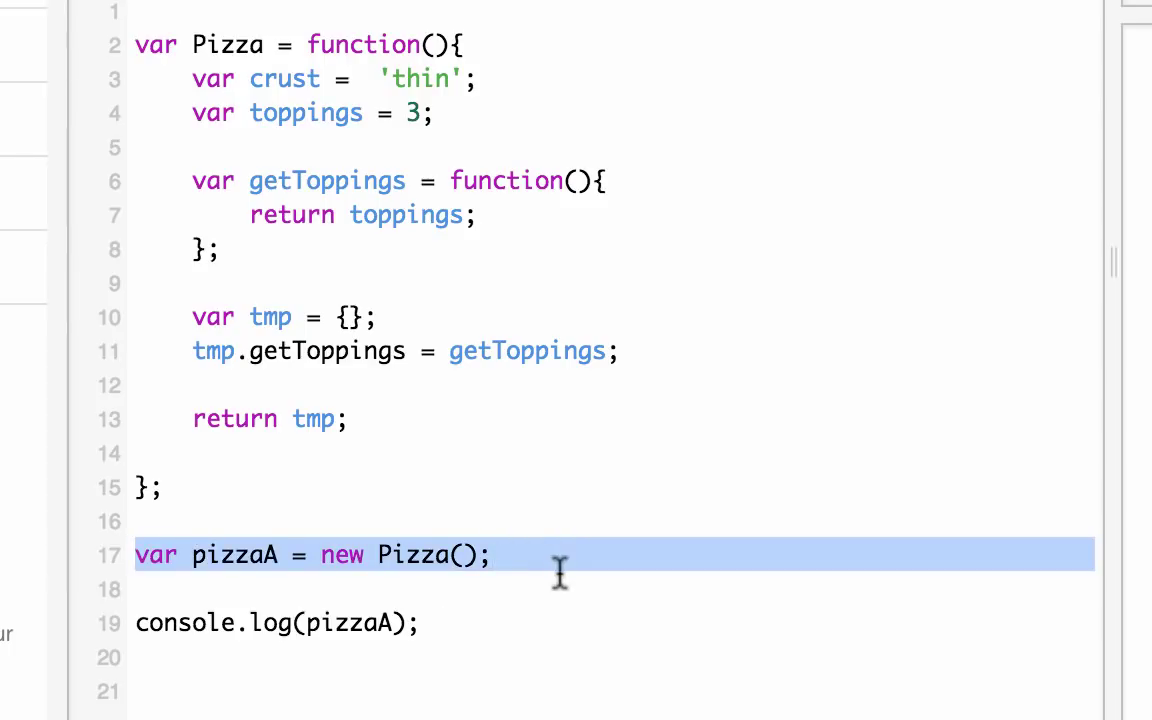 1
2 var Pizza = function(){
3 var crust =  'thin';
4 var toppings = 3;
5
6 var getToppings = function(){
7 return toppings;
8 };
9
10 var tmp = {};
11 tmp.getToppings = getToppings;
12
13 return tmp;
14
15 };
16
17 var pizzaA = new Pizza();
18
19 console.log(pizzaA);
20
21
ur